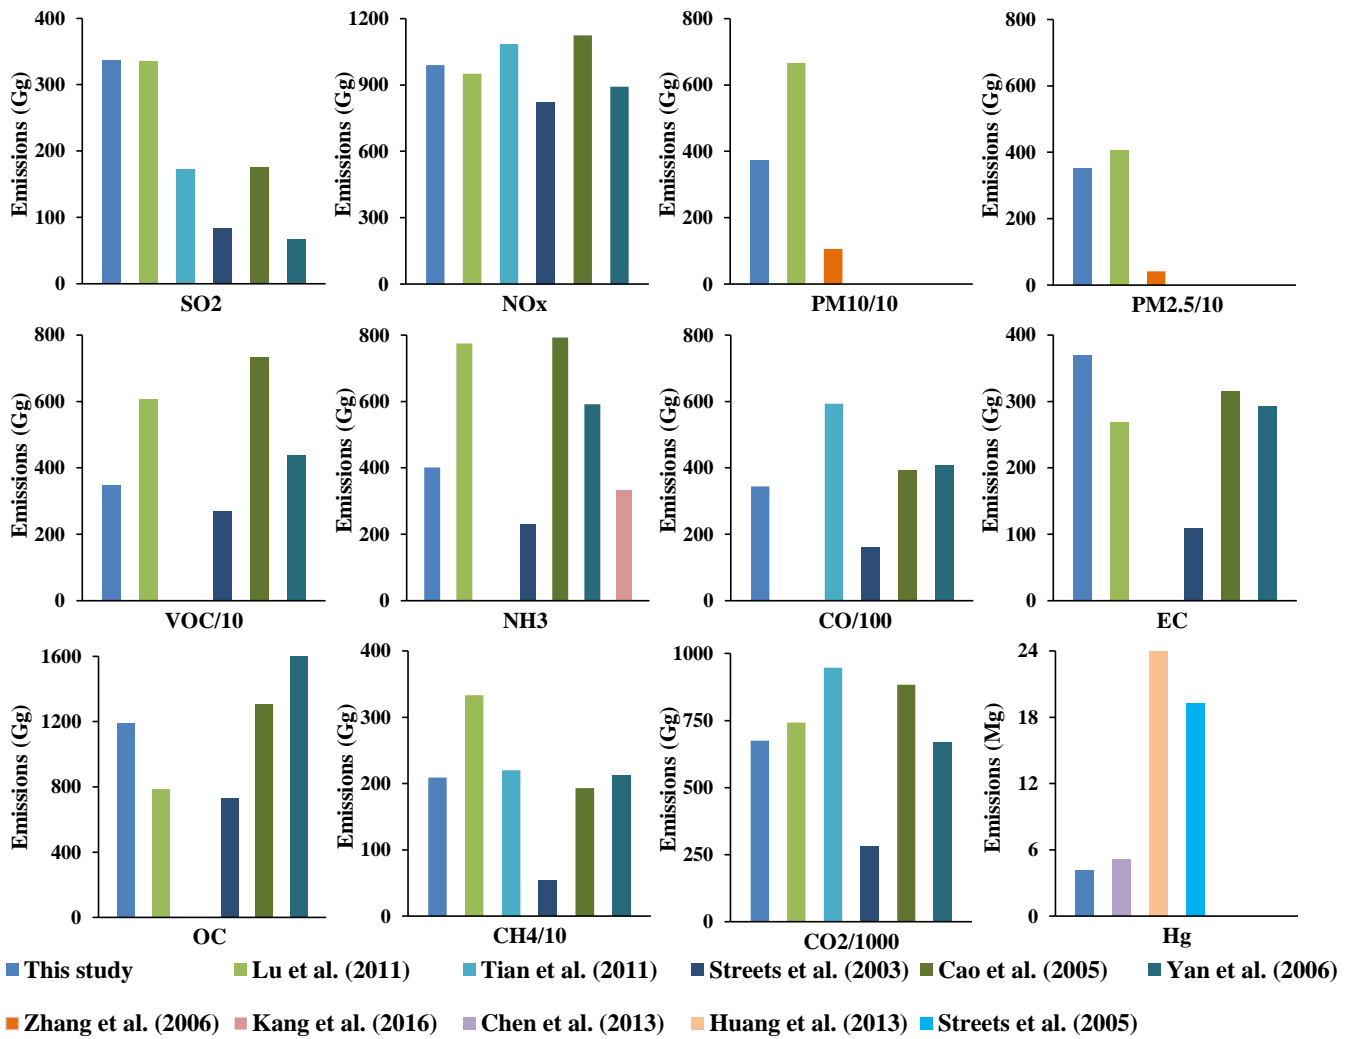 400
300
200
100
0
Emissions (Gg)
SO2
1200
900
600
300
0
Emissions (Gg)
NOx
800
600
400
200
0
Emissions (Gg)
PM10/10
800
600
400
200
0
Emissions (Gg)
PM2.5/10
800
600
400
200
0
Emissions (Gg)
VOC/10
800
600
400
200
0
Emissions (Gg)
NH3
800
600
400
200
0
Emissions (Gg)
CO/100
400
300
200
100
0
Emissions (Gg)
EC
1600
1200
800
400
0
Emissions (Gg)
OC
400
300
200
100
0
Emissions (Gg)
CH4/10
1000
750
500
250
0
Emissions (Gg)
CO2/1000
24
18
12
6
0
Emissions (Mg)
Hg
This study Lu et al. (2011) Tian et al. (2011) Streets et al. (2003) Cao et al. (2005) Yan et al. (2006)
Zhang et al. (2006) Kang et al. (2016) Chen et al. (2013) Huang et al. (2013) Streets et al. (2005)